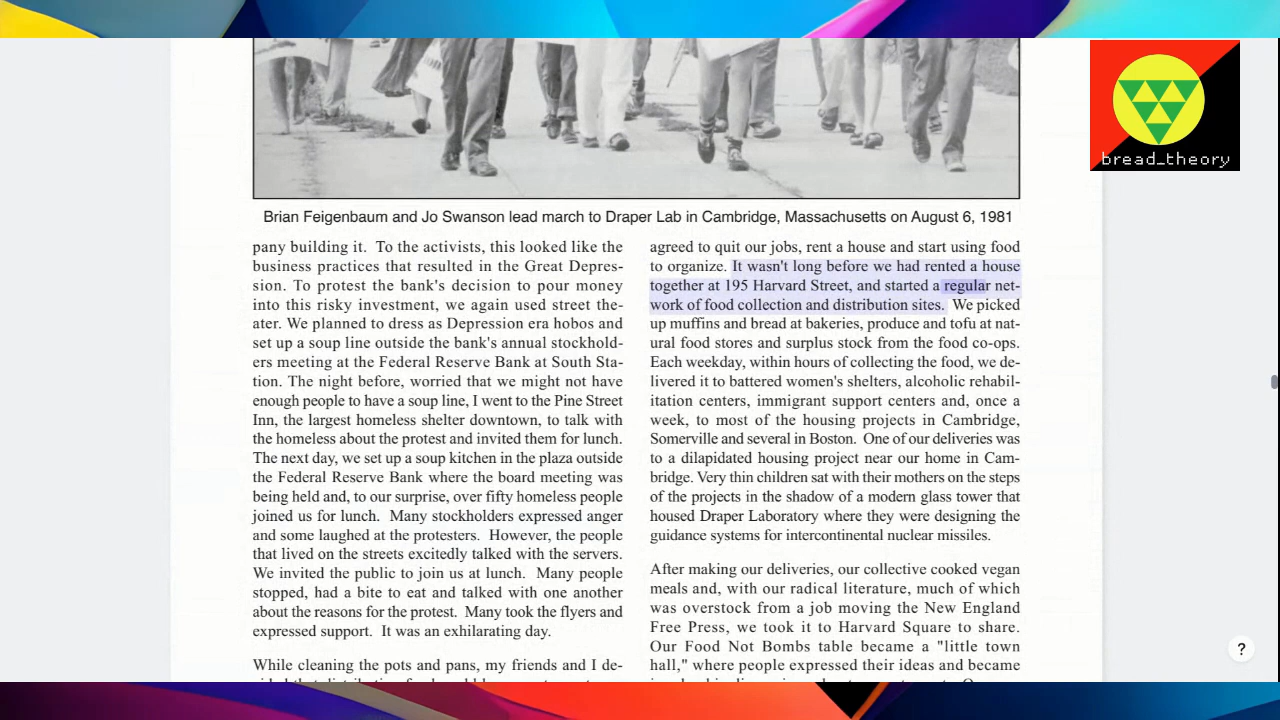 bread_theory
Brian Feigenbaum and Jo Swanson lead march to Draper Lab in Cambridge, Massachusetts on August 6, 1981
pany building it. To the activists, this looked like the
business practices that resulted in the Great Depres-
sion. To protest the bank's decision to pour money
into this risky investment, we again used street the-
ater. We planned to dress as Depression era hobos and
set up a soup line outside the bank's annual stockhold-
ers meeting at the Federal Reserve Bank at South Sta-
tion. The night before, worried that we might not have
enough people to have a soup line, I went to the Pine Street
Inn, the largest homeless shelter downtown, to talk with
the homeless about the protest and invited them for lunch.
The next day, we set up a soup kitchen in the plaza outside
the Federal Reserve Bank where the board meeting was
being held and, to our surprise, over fifty homeless people
joined us for lunch. Many stockholders expressed anger
and some laughed at the protesters. However, the people
that lived on the streets excitedly talked with the servers.
We invited the public to join us at lunch. Many people
stopped, had a bite to eat and talked with one another
about the reasons for the protest. Many took the flyers and
expressed support. It was an exhilarating day.
While cleaning the pots and pans, my friends and I de-
agreed to quit our jobs, rent a house and start using food
to organize. It wasn't long before we had rented a house
together at 195 Harvard Street, and started a regular net-
work of food collection and distribution sites. We picked
up muffins and bread at bakeries, produce and tofu at nat-
ural food stores and surplus stock from the food co-ops.
Each weekday, within hours of collecting the food, we de-
livered it to battered women's shelters, alcoholic rehabil-
itation centers, immigrant support centers and, once a
week, to most of the housing projects in Cambridge,
Somerville and several in Boston. One of our deliveries was
to a dilapidated housing project near our home in Cam-
bridge. Very thin children sat with their mothers on the steps
of the projects in the shadow of a modern glass tower that
housed Draper Laboratory where they were designing the
guidance systems for intercontinental nuclear missiles.
After making our deliveries, our collective cooked vegan
meals and, with our radical literature, much of which
was overstock from a job moving the New England
Free Press, we took it to Harvard Square to share.
Our Food Not Bombs table became a "little town
hall," where people expressed their ideas and became
?